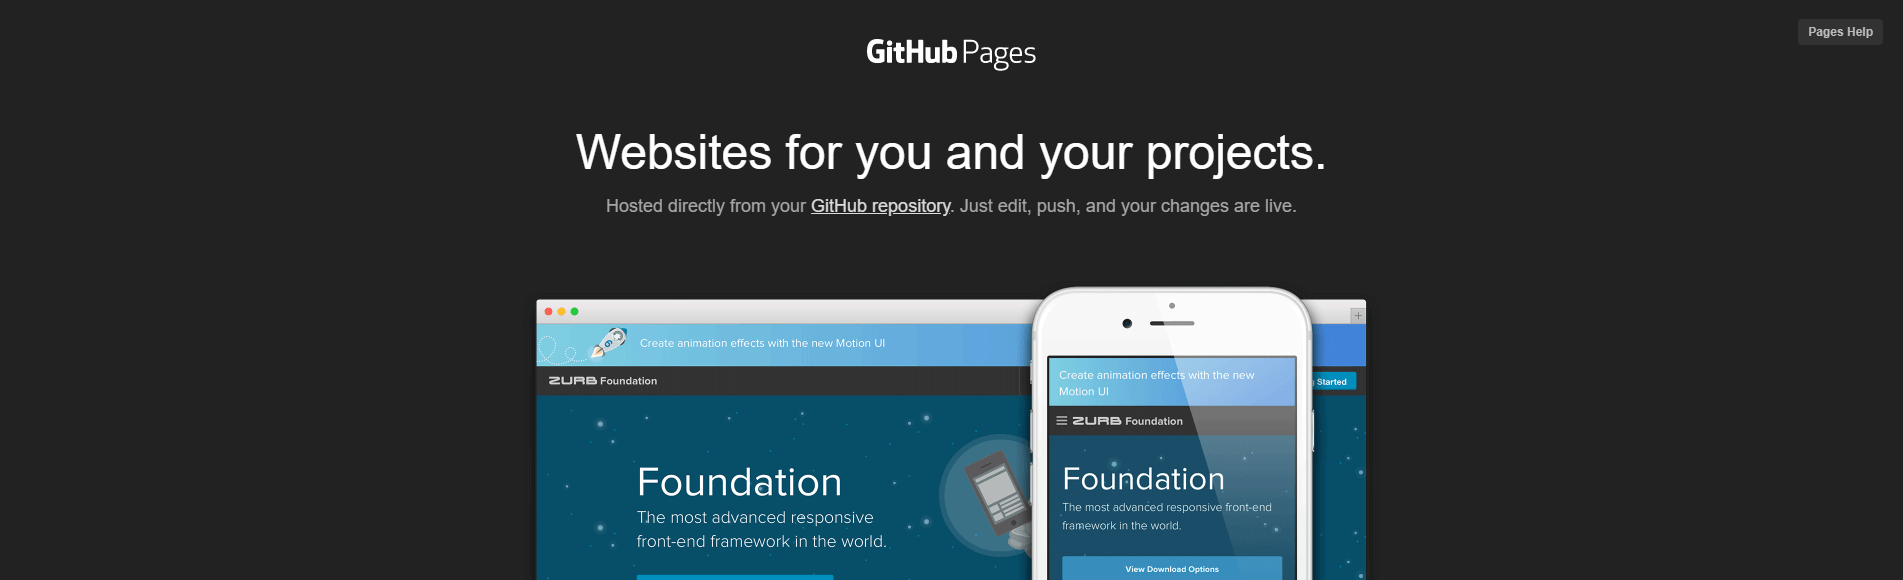 Pages Help
GitHub Pages
Websites for you and your projects.
Hosted directly from your GitHub repository. Just edit, push, and your changes are live.
Create animation effects with the new Motion UI
ZURB Foundation
Foundation
The most advanced responsive
front-end framework in the world.
Started
Create animation effects with the new
Motion UI
ZURB Foundation
Foundation
The most advanced responsive front-end
framework in the world.
View Download Options